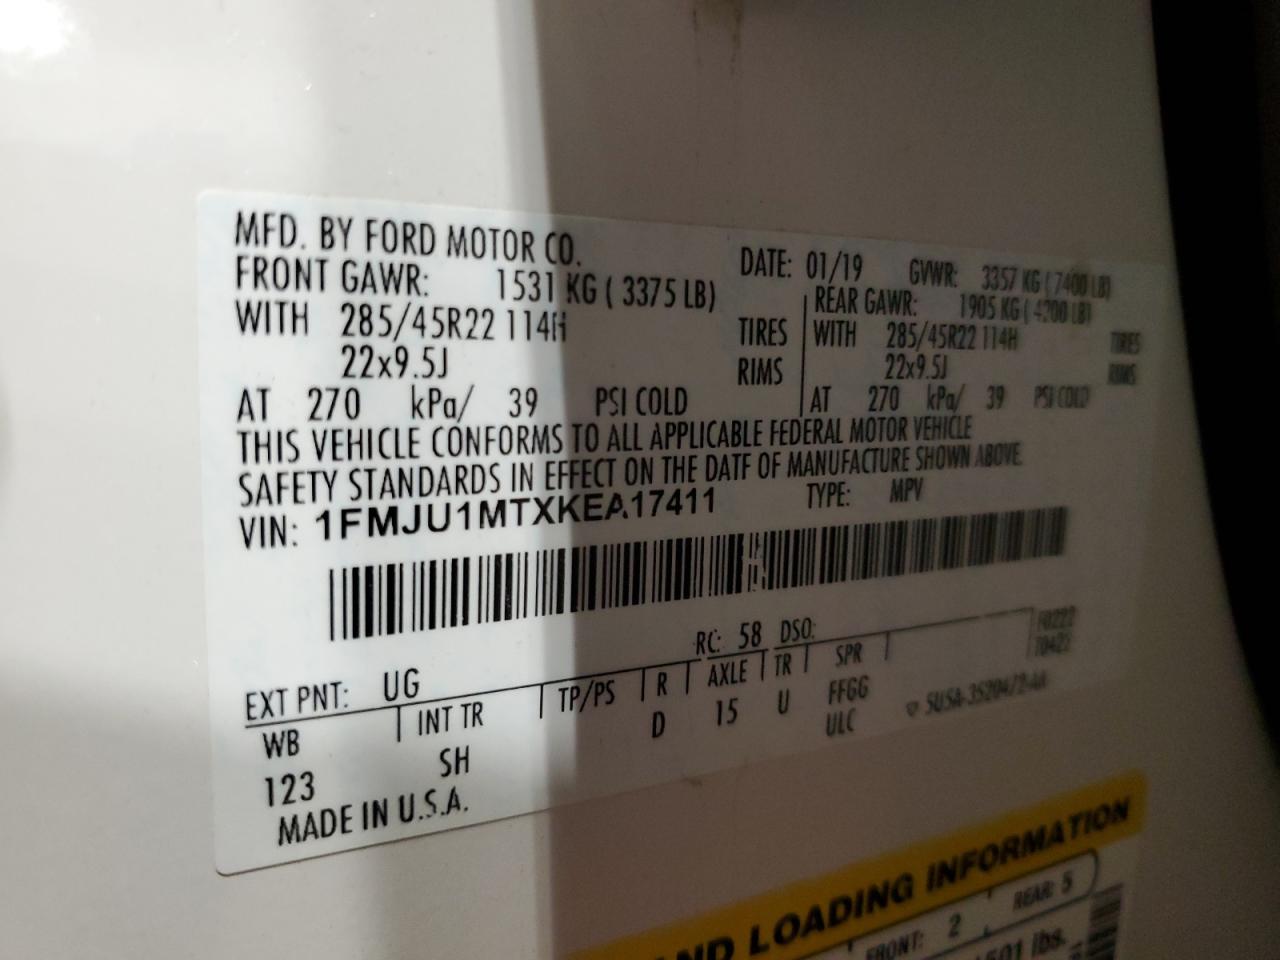 MFD. BY FORD MOTOR CO.
DATE: 01/19 GVWR: 3357 KG ( 7400 LB)
FRONT GAWR: 1531 KG ( 3375 LB)
REAR GAWR: 1905 KG ( 4200 LB)
WITH 285/45R22 114H TIRES
WITH 285/45R22 114H TIRES
22x9.5J RIMS
22x9.5J RIMS
AT 270 kPa/ 39 PSI COLD
AT 270 kPa/ 39 PSI COLD
THIS VEHICLE CONFORMS TO ALL APPLICABLE FEDERAL MOTOR VEHICLE
SAFETY STANDARDS IN EFFECT ON THE DATE OF MANUFACTURE SHOWN ABOVE.
VIN: 1FMJU1MTXKEA17411 TYPE: MPV
EXT PNT: UG RC: 58 DSO:
WB INT TR TP/PS R AXLE TR SPR
123 SH D 15 U FFGG
ULC
MADE IN U.S.A.
AND LOADING INFORMATION
FRONT: 2 REAR: 5
lbs.